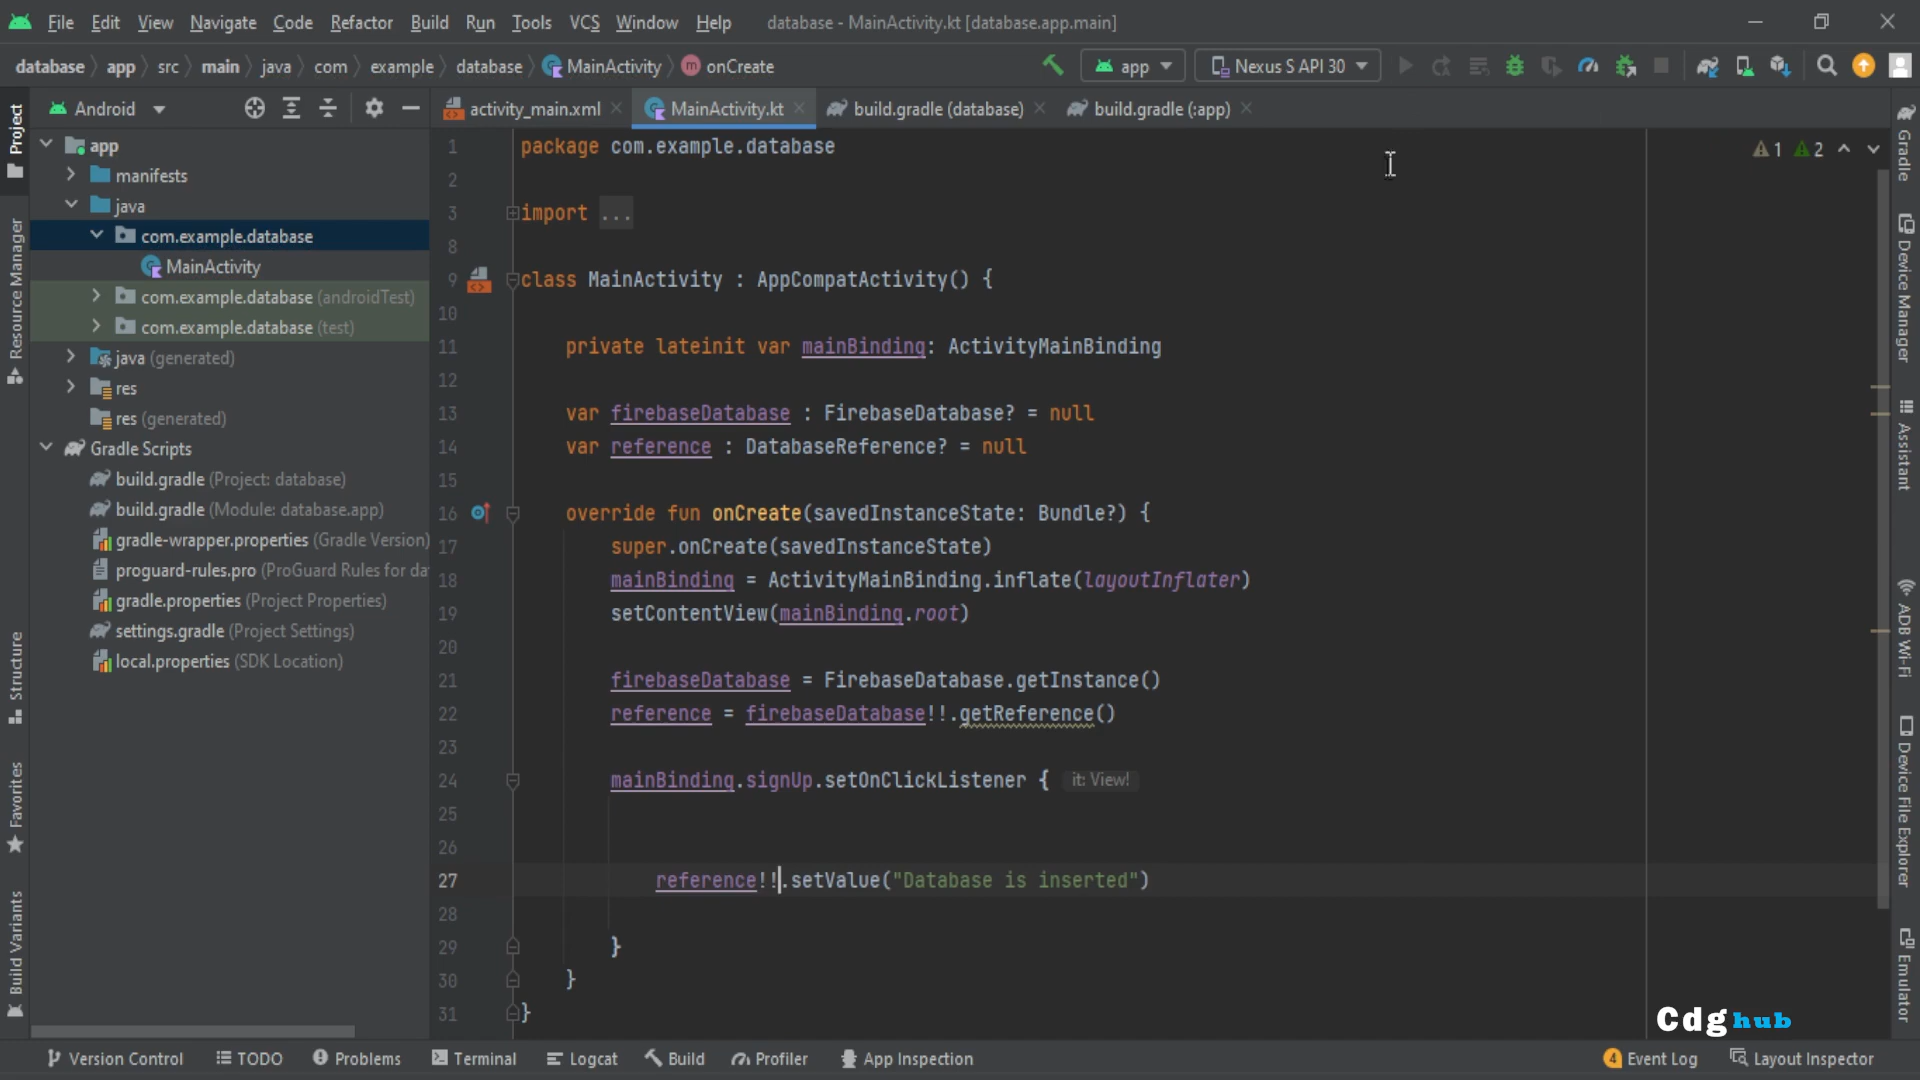 File Edit View Navigate Code Refactor Build Run Tools VCS Window Help database - MainActivity.kt [database.app.main]
database app src main java com example database MainActivity m onCreate app Nexus S API 30
Project
Android
activity_main.xml MainActivity.kt build.gradle (database) build.gradle (:app)
app
manifests
java
com.example.database
MainActivity
com.example.database (androidTest)
com.example.database (test)
java (generated)
res
res (generated)
Gradle Scripts
build.gradle (Project: database)
build.gradle (Module: database.app)
gradle-wrapper.properties (Gradle Version)
proguard-rules.pro (ProGuard Rules for da
gradle.properties (Project Properties)
settings.gradle (Project Settings)
local.properties (SDK Location)
Resource Manager
Structure
Favorites
Build Variants
1 package com.example.database
2
3 import ...
8
9 class MainActivity : AppCompatActivity() {
10
11 private lateinit var mainBinding: ActivityMainBinding
12
13 var firebaseDatabase : FirebaseDatabase? = null
14 var reference : DatabaseReference? = null
15
16 override fun onCreate(savedInstanceState: Bundle?) {
17 super.onCreate(savedInstanceState)
18 mainBinding = ActivityMainBinding.inflate(layoutInflater)
19 setContentView(mainBinding.root)
20
21 firebaseDatabase = FirebaseDatabase.getInstance()
22 reference = firebaseDatabase!!.getReference()
23
24 mainBinding.signUp.setOnClickListener { it: View!
25
26
27 reference!!.setValue("Database is inserted")
28
29 }
30 }
31 }
1 2
Gradle
Device Manager
Assistant
ADB Wi-Fi
Device File Explorer
Emulator
Cdghub
Version Control TODO Problems Terminal Logcat Build Profiler App Inspection 4 Event Log Layout Inspector